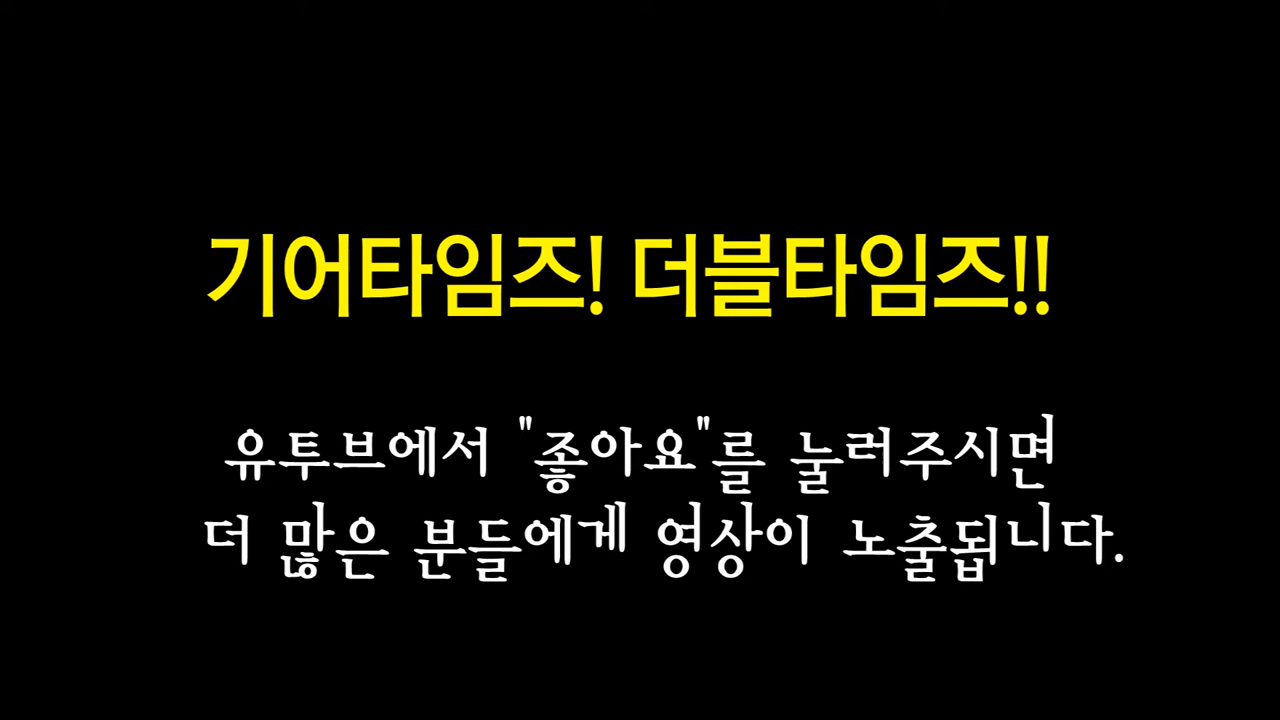 기어타임즈! 더블타임즈!!
유투브에서 "좋아요"를 눌러주시면
더 많은 분들에게 영상이 노출됩니다.